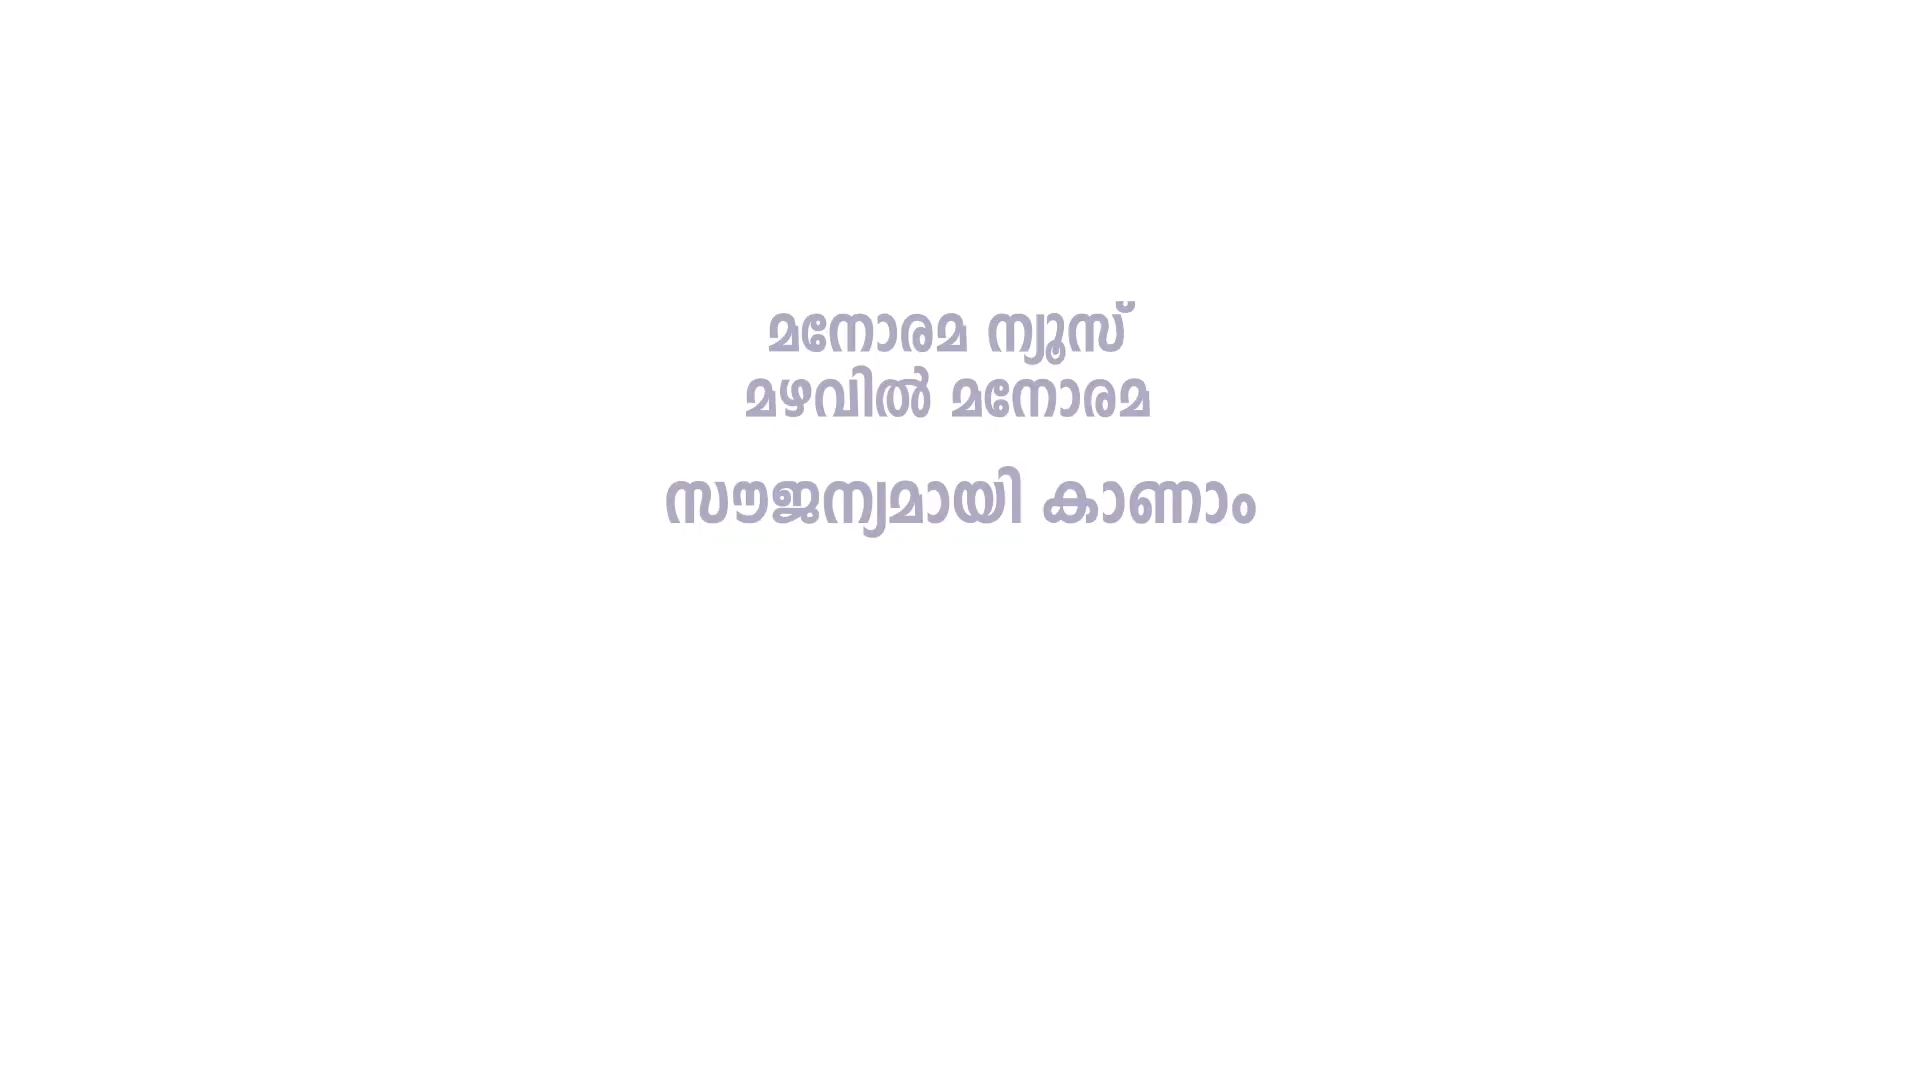 മനോരമ ന്യൂസ്
മഴവിൽ മനോരമ
സൗജന്യമായി കാണാം